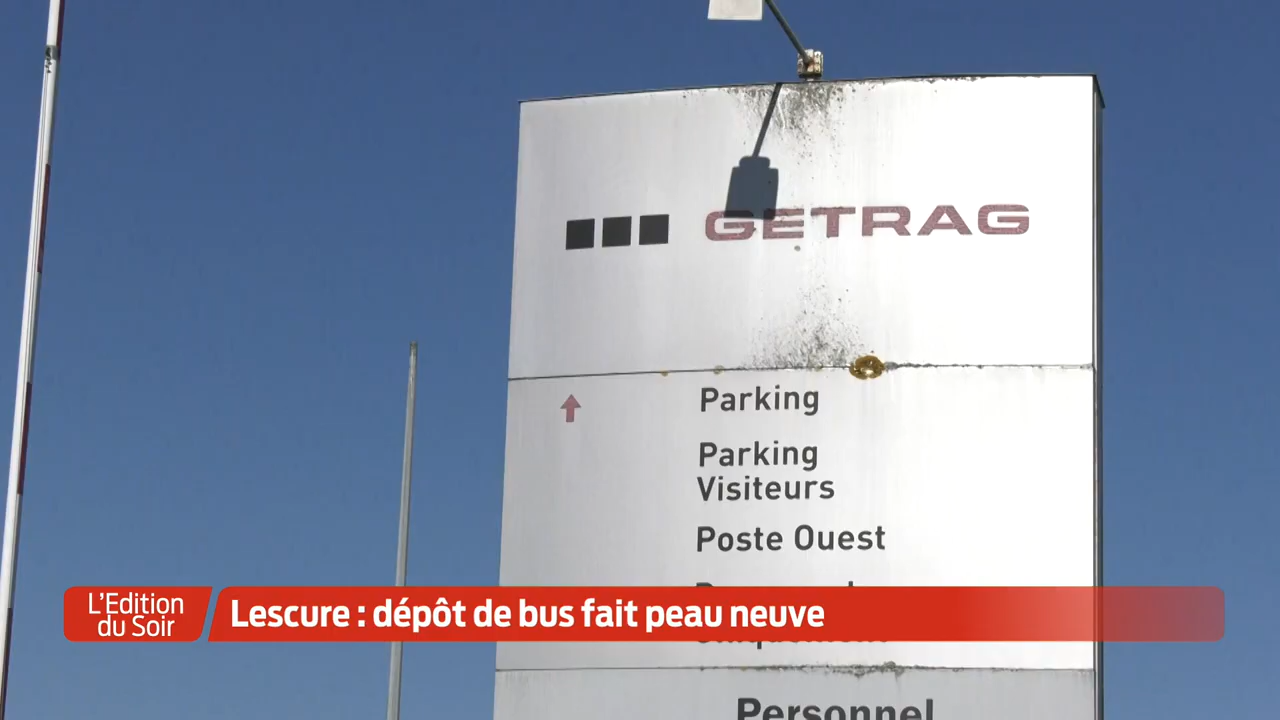 GETRAG
Parking
Parking
Visiteurs
Poste Ouest
L'Edition
du Soir
Lescure : dépôt de bus fait peau neuve
Personnel